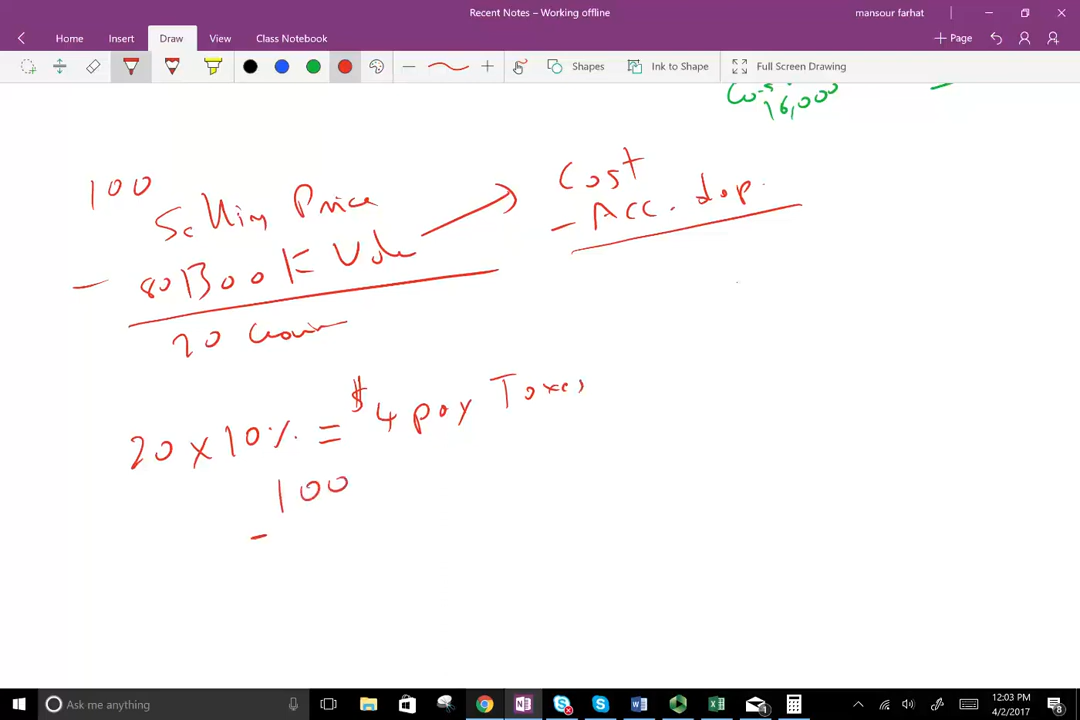 Recent Notes – Working offline
mansour farhat
Home Insert Draw View Class Notebook
Page
Shapes
Ink to Shape
Full Screen Drawing
16,000
100
Selling Price
- 80 Book Value
20 Gain
Cost
- Acc. dep.
20 x 10% = $4 pay Taxes
100
-
Ask me anything
12:03 PM
4/2/2017
8